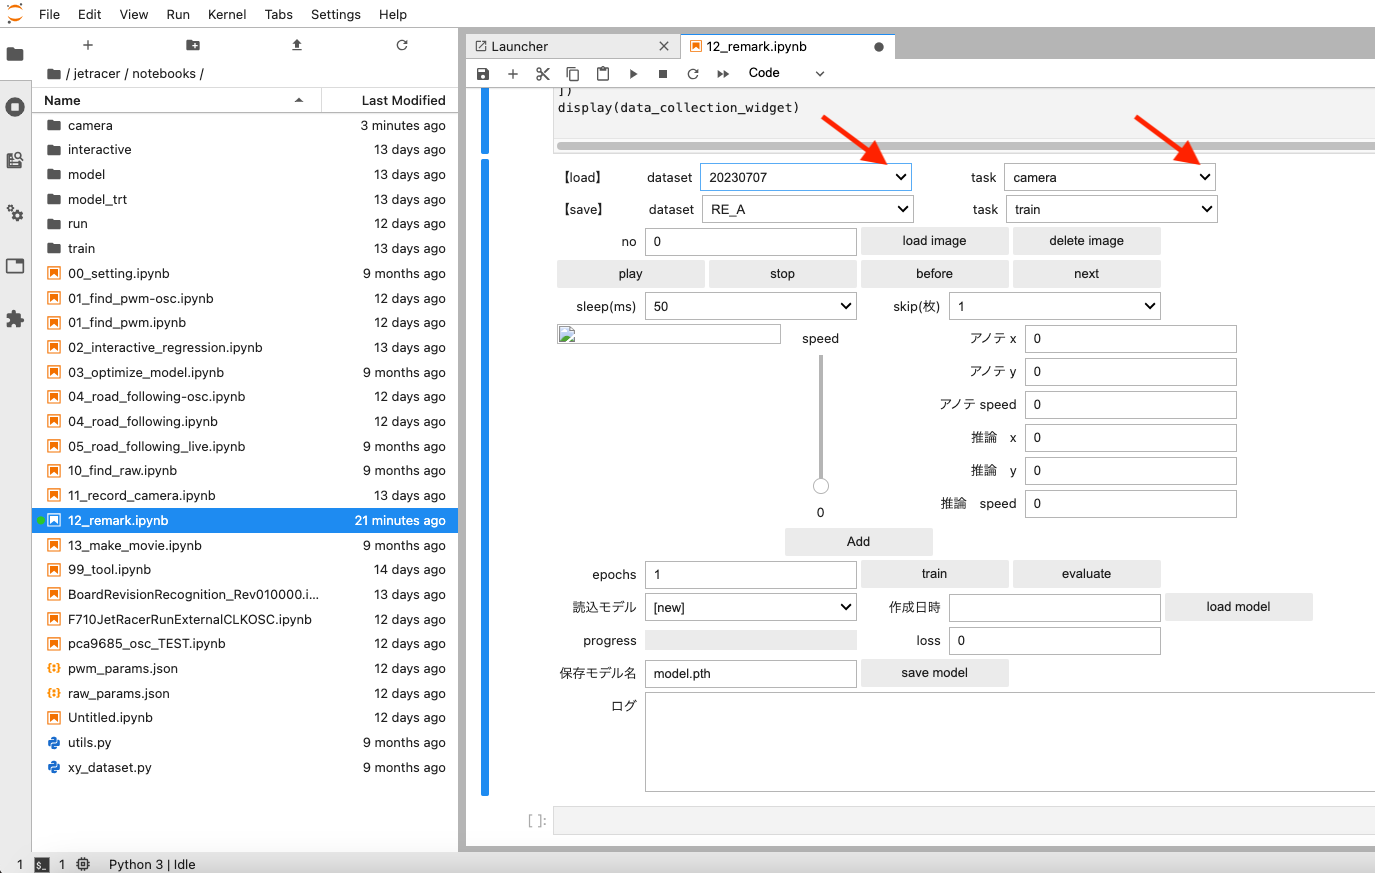 File Edit View Run Kernel Tabs Settings Help
/ jetracer / notebooks /
Name Last Modified
camera 3 minutes ago
interactive 13 days ago
model 13 days ago
model_trt 13 days ago
run 12 days ago
train 13 days ago
00_setting.ipynb 9 months ago
01_find_pwm-osc.ipynb 12 days ago
01_find_pwm.ipynb 12 days ago
02_interactive_regression.ipynb 13 days ago
03_optimize_model.ipynb 9 months ago
04_road_following-osc.ipynb 12 days ago
04_road_following.ipynb 12 days ago
05_road_following_live.ipynb 9 months ago
10_find_raw.ipynb 9 months ago
11_record_camera.ipynb 13 days ago
12_remark.ipynb 21 minutes ago
13_make_movie.ipynb 9 months ago
99_tool.ipynb 14 days ago
BoardRevisionRecognition_Rev010000.i... 13 days ago
F710JetRacerRunExternalCLKOSC.ipynb 12 days ago
pca9685_osc_TEST.ipynb 12 days ago
pwm_params.json 12 days ago
raw_params.json 12 days ago
Untitled.ipynb 12 days ago
utils.py 9 months ago
xy_dataset.py 9 months ago
Launcher 12_remark.ipynb
Code
])
display(data_collection_widget)
【load】 dataset 20230707 task camera
【save】 dataset RE_A task train
no 0 load image delete image
play stop before next
sleep(ms) 50 skip(枚) 1
speed アノテ x 0
アノテ y 0
アノテ speed 0
推論 x 0
推論 y 0
推論 speed 0
0
Add
epochs 1 train evaluate
読込モデル [new] 作成日時 load model
progress loss 0
保存モデル名 model.pth save model
ログ
[ ]:
1 $_ 1 Python 3 | Idle